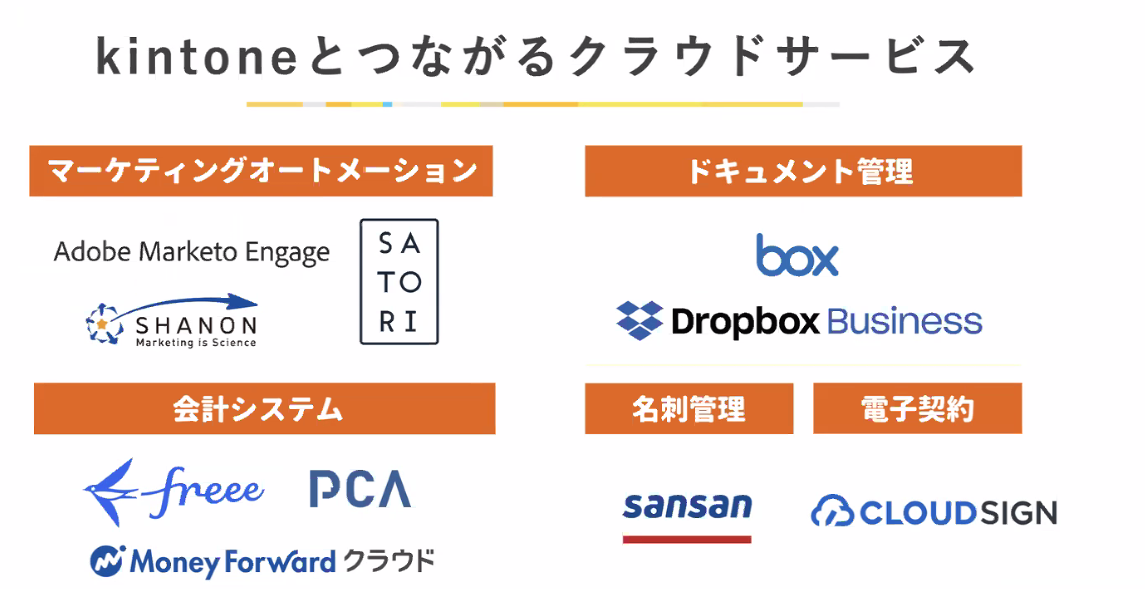 kintoneとつながるクラウドサービス
マーケティングオートメーション
Adobe Marketo Engage
SA
TO
RI
SHANON
Marketing is Science
ドキュメント管理
box
Dropbox Business
会計システム
freee
PCA
Money Forward クラウド
名刺管理
sansan
電子契約
CLOUDSIGN